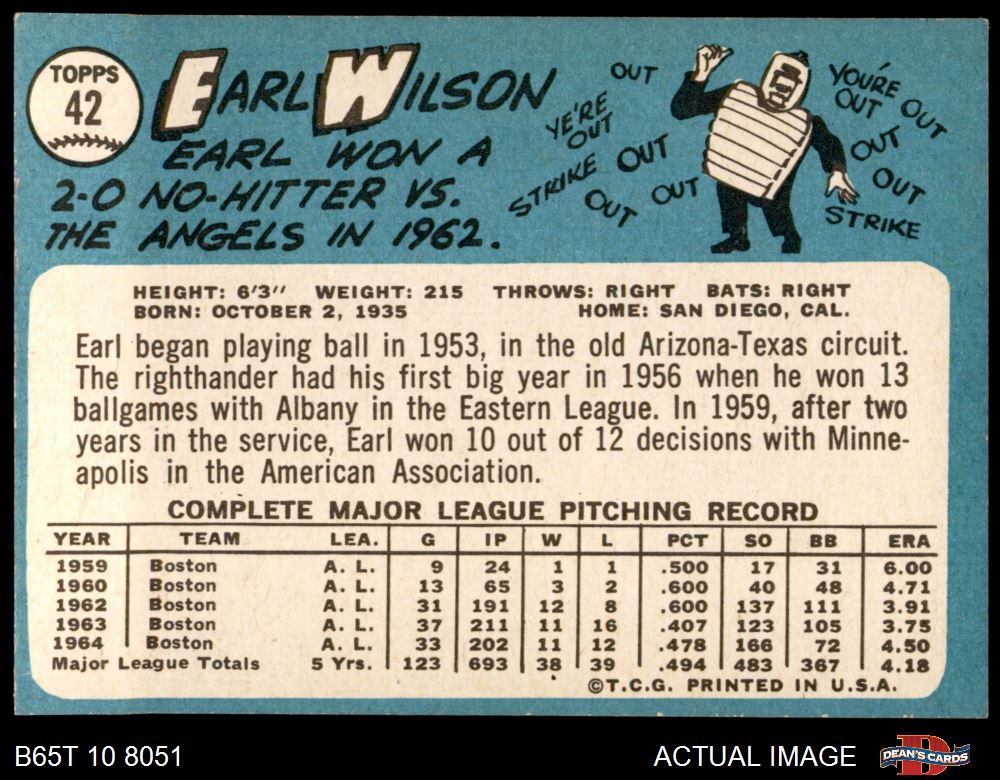 TOPPS
42
EARL WILSON
EARL WON A
2-0 NO-HITTER VS.
THE ANGELS IN 1962.
OUT
YE'RE
OUT
STRIKE
OUT
OUT
OUT
YOU'RE
OUT
OUT
OUT
OUT
STRIKE
HEIGHT: 6'3" WEIGHT: 215 THROWS: RIGHT BATS: RIGHT
BORN: OCTOBER 2, 1935 HOME: SAN DIEGO, CAL.
Earl began playing ball in 1953, in the old Arizona-Texas circuit.
The righthander had his first big year in 1956 when he won 13
ballgames with Albany in the Eastern League. In 1959, after two
years in the service, Earl won 10 out of 12 decisions with Minne-
apolis in the American Association.
COMPLETE MAJOR LEAGUE PITCHING RECORD
YEAR TEAM LEA. G IP W L PCT SO BB ERA
1959 Boston A. L. 9 24 1 1 .500 17 31 6.00
1960 Boston A. L. 13 65 3 2 .600 40 48 4.71
1962 Boston A. L. 31 191 12 8 .600 137 111 3.91
1963 Boston A. L. 37 211 11 16 .407 123 105 3.75
1964 Boston A. L. 33 202 11 12 .478 166 72 4.50
Major League Totals 5 Yrs. 123 693 38 39 .494 483 367 4.18
©T.C.G. PRINTED IN U.S.A.
B65T 10 8051
ACTUAL IMAGE
DEAN'S CARDS